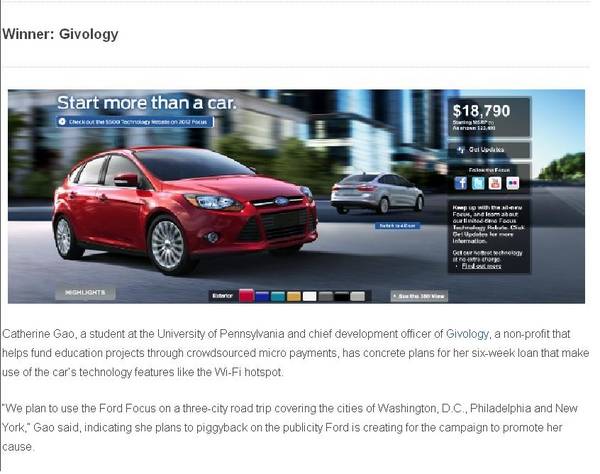 Winner: Givology
Start more than a car.
Check out the $500 Technology Rebate on 2012 Focus
$18,790
Starting MSRP
As shown
Get Updates
Follow the Focus
Keep up with the all-new
Focus, and learn about
our limited-time Focus
Technology Rebate. Click
Get Updates for more
information.
Get our hottest technology
at no extra charge.
Find out more
HIGHLIGHTS
Exterior
See the 360 View
Catherine Gao, a student at the University of Pennsylvania and chief development officer of Givology, a non-profit that
helps fund education projects through crowdsourced micro payments, has concrete plans for her six-week loan that make
use of the car's technology features like the Wi-Fi hotspot.
"We plan to use the Ford Focus on a three-city road trip covering the cities of Washington, D.C., Philadelphia and New
York," Gao said, indicating she plans to piggyback on the publicity Ford is creating for the campaign to promote her
cause.